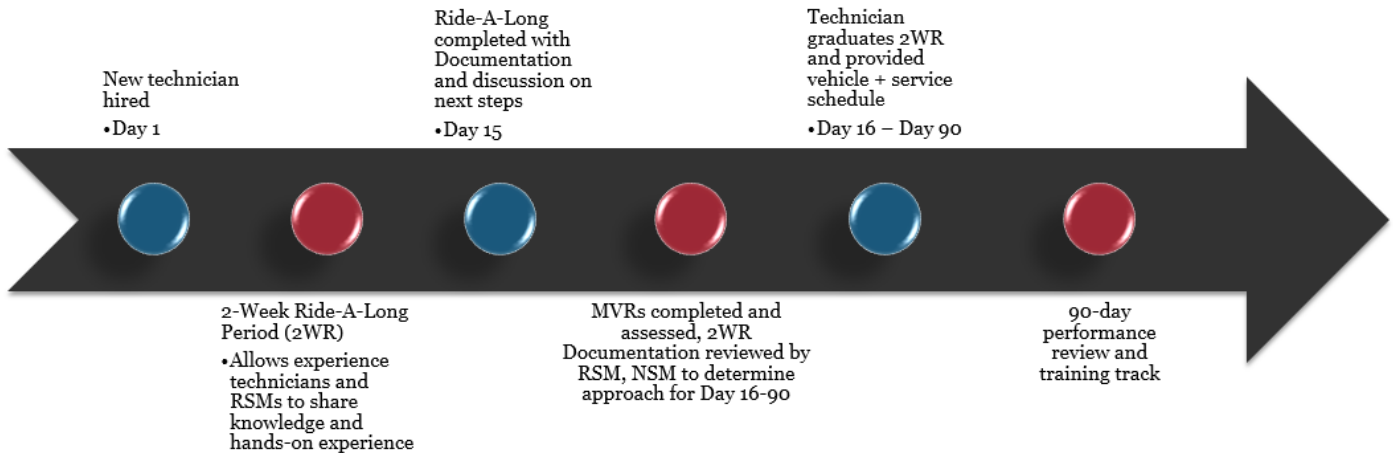 New technician
hired
•Day 1
2-Week Ride-A-Long
Period (2WR)
•Allows experience
technicians and
RSMs to share
knowledge and
hands-on experience
Ride-A-Long
completed with
Documentation
and discussion on
next steps
•Day 15
MVRs completed and
assessed, 2WR
Documentation reviewed by
RSM, NSM to determine
approach for Day 16-90
Technician
graduates 2WR
and provided
vehicle + service
schedule
•Day 16 – Day 90
90-day
performance
review and
training track